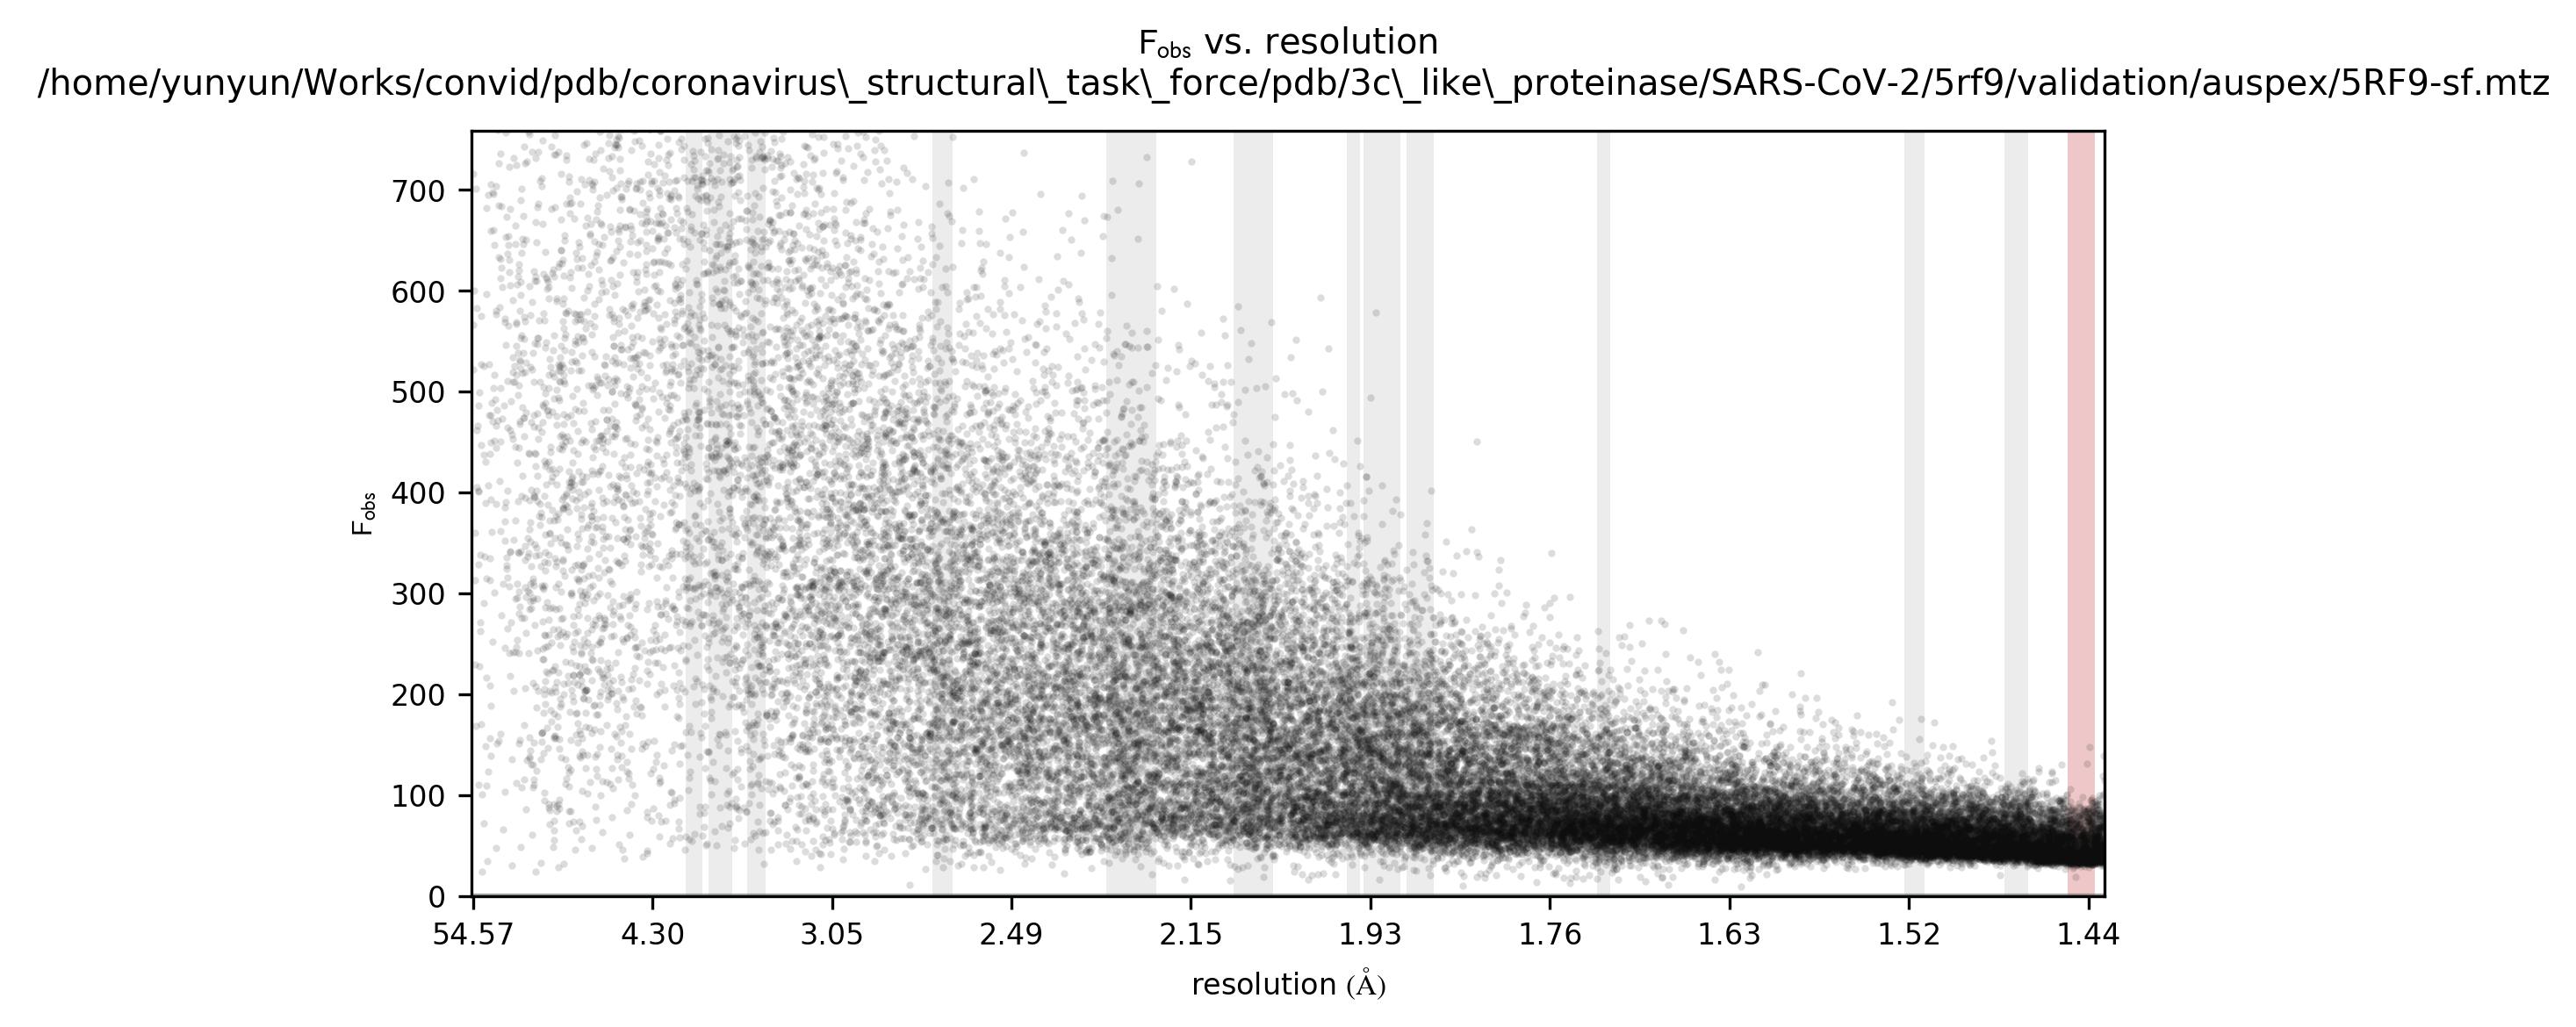 F_obs vs. resolution
/home/yunyun/Works/convid/pdb/coronavirus\_structural\_task\_force/pdb/3c\_like\_proteinase/SARS-CoV-2/5rf9/validation/auspex/5RF9-sf.mtz
F_obs
700
600
500
400
300
200
100
0
54.57 4.30 3.05 2.49 2.15 1.93 1.76 1.63 1.52 1.44
resolution (Å)